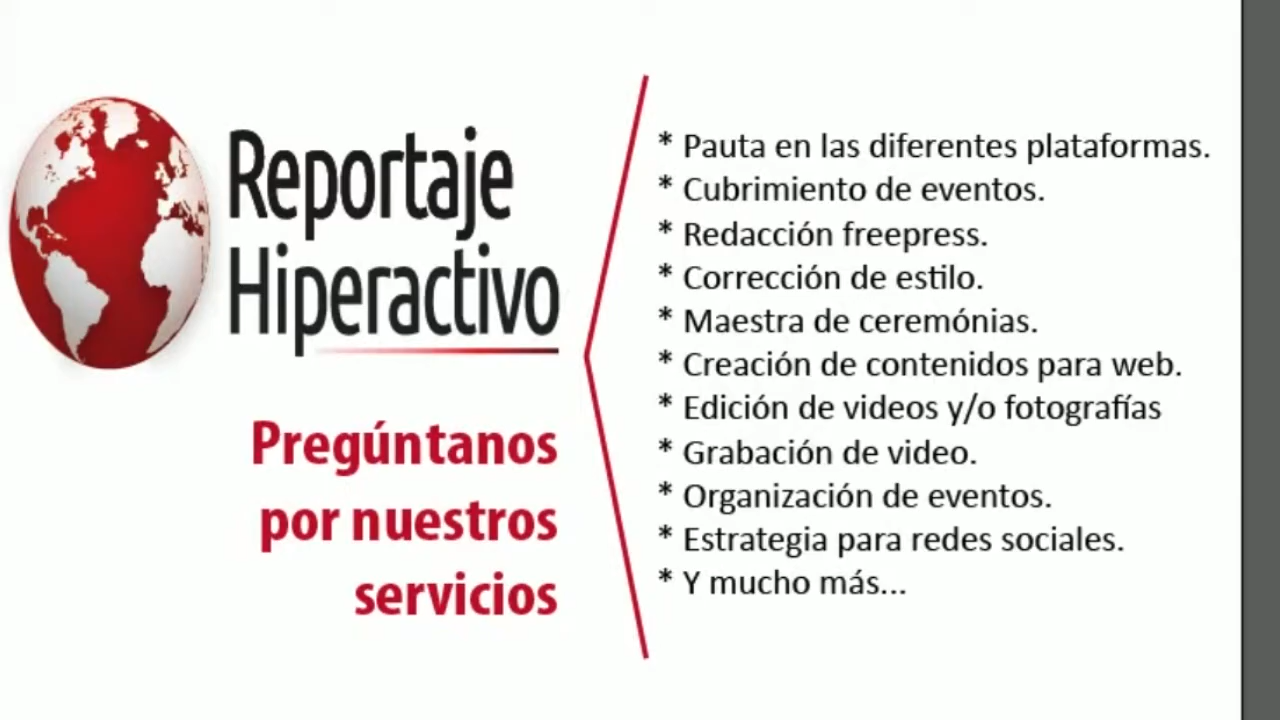 Reportaje
Hiperactivo
Pregúntanos
por nuestros
servicios
* Pauta en las diferentes plataformas.
* Cubrimiento de eventos.
* Redacción freepress.
* Corrección de estilo.
* Maestra de ceremónias.
* Creación de contenidos para web.
* Edición de videos y/o fotografías
* Grabación de video.
* Organización de eventos.
* Estrategia para redes sociales.
* Y mucho más...